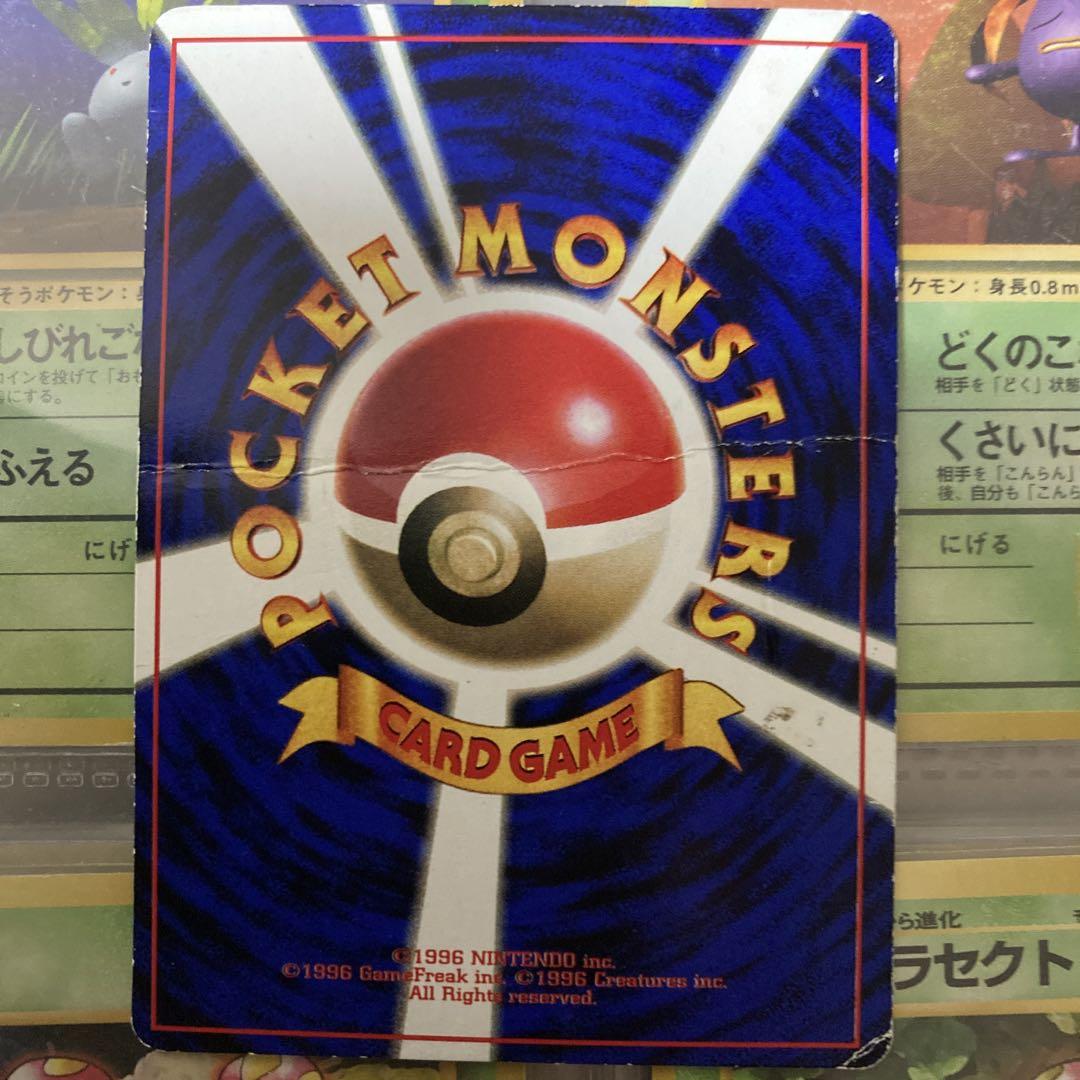 POCKET MONSTERS
CARD GAME
©1996 NINTENDO inc.
©1996 GameFreak inc. ©1996 Creatures inc.
All Rights reserved.
そうポケモン：
しびれご
コインを投げて「おも
にする。
ふえる
にげ
ケモン：身長0.8m
どくのこ
相手を「どく」状態
くさいに
相手を「こんらん」
後、自分も「こんら
にげる
ら進化
ラセクト